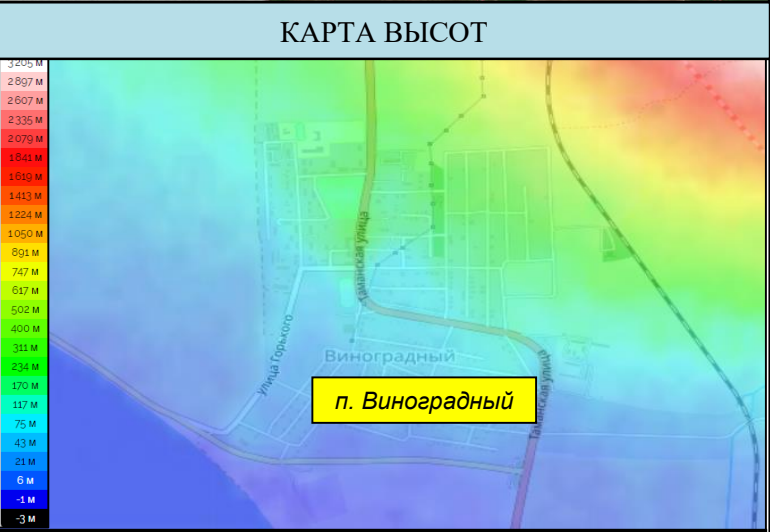 КАРТА ВЫСОТ
3205 м
2897 м
2607 м
2335 м
2079 м
1841 м
1619 м
1413 м
1224 м
1050 м
891 м
747 м
617 м
502 м
400 м
311 м
234 м
170 м
117 м
75 м
43 м
21 м
6 м
-1 м
-3 м
Таманская улица
Улица Горького
Виноградный
Таманская улица
п. Виноградный